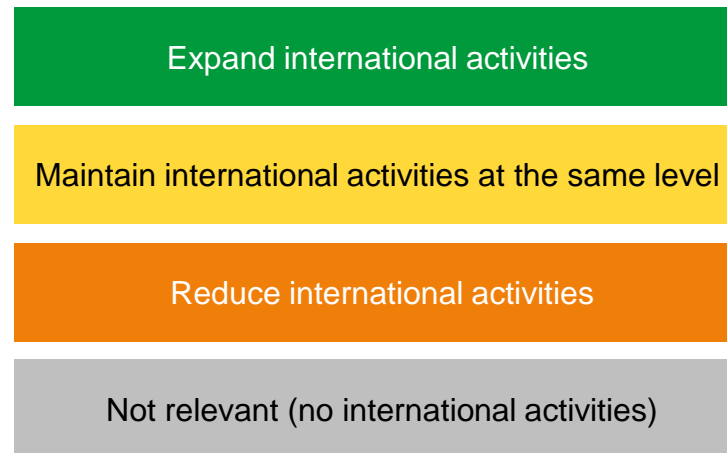 Expand international activities
Maintain international activities at the same level
Reduce international activities
Not relevant (no international activities)